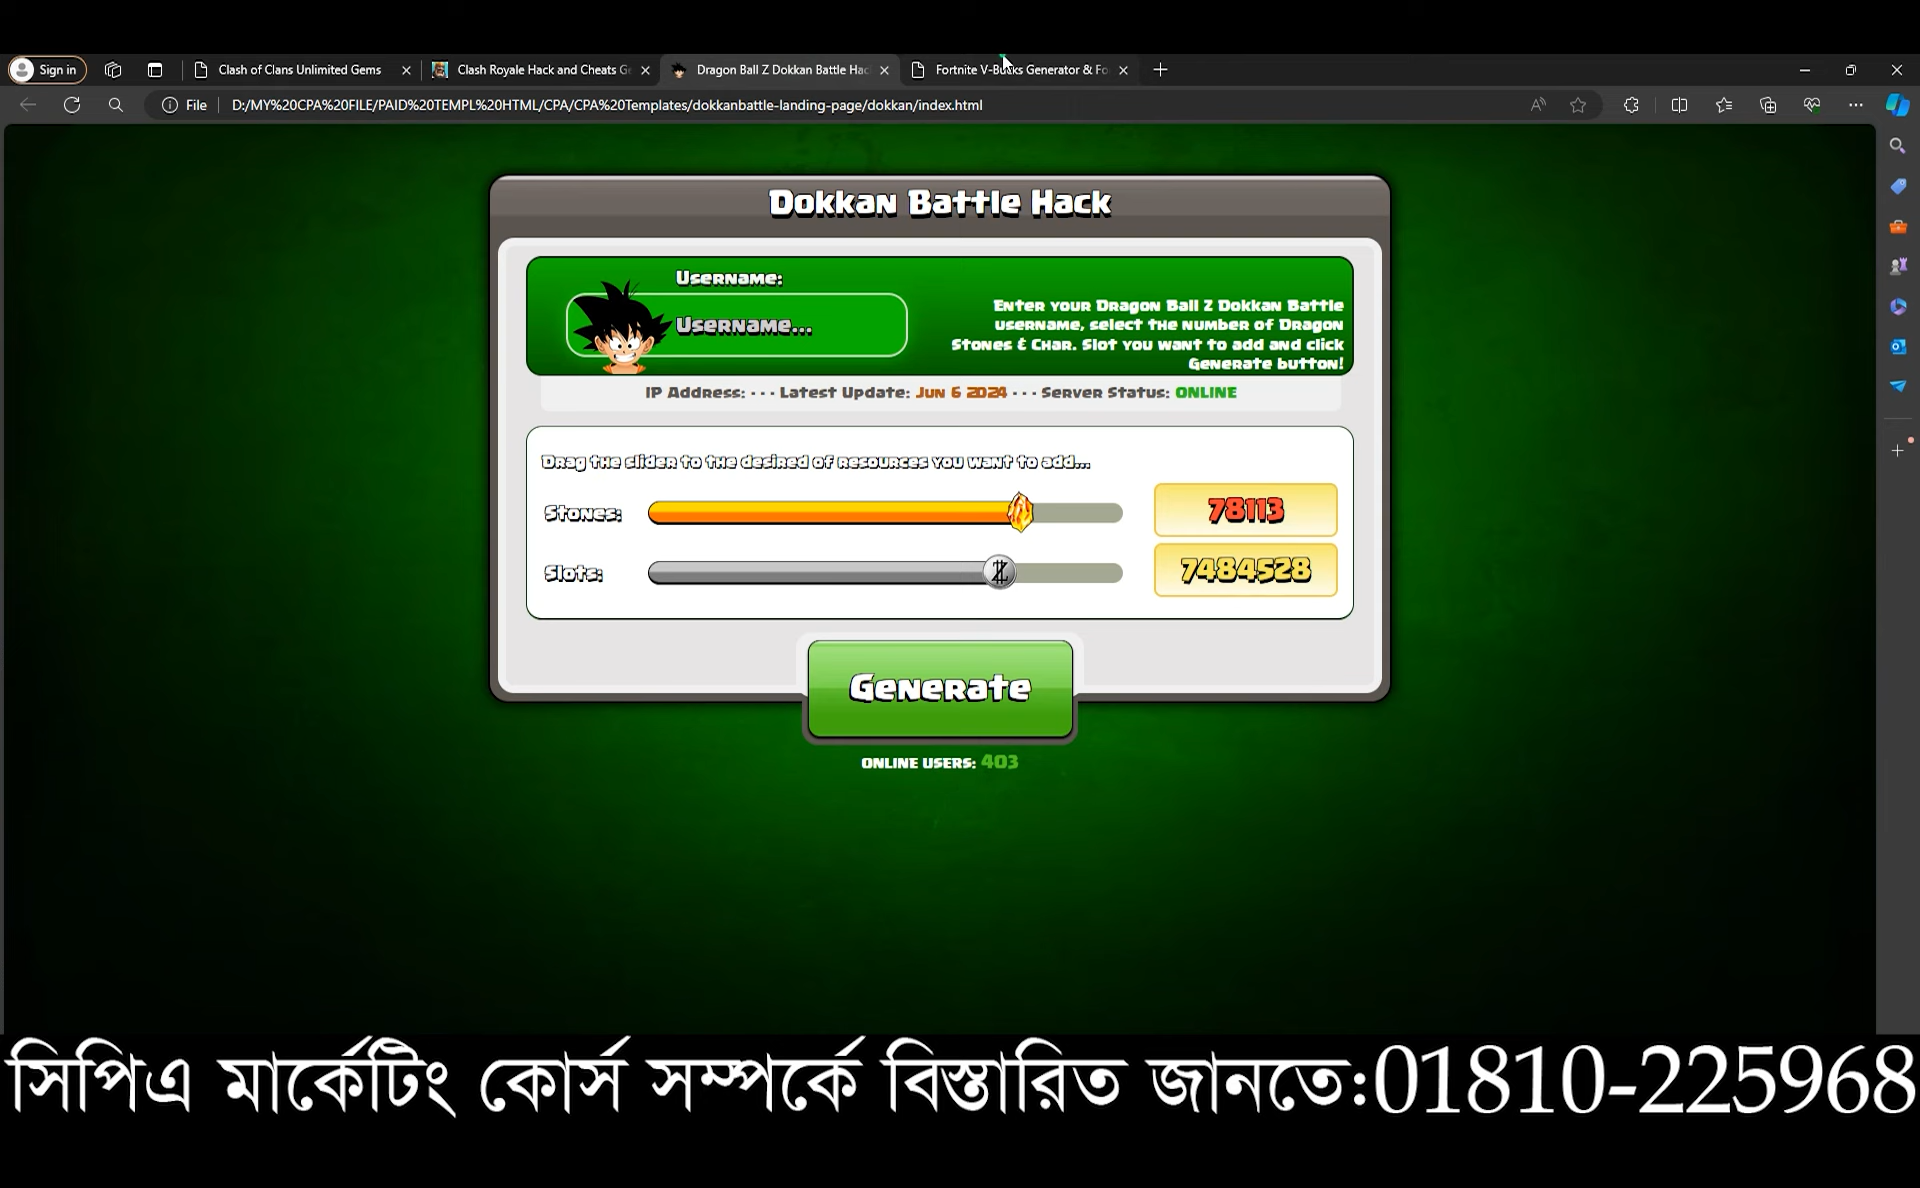 Sign in
Clash of Clans Unlimited Gems
Clash Royale Hack and Cheats Ge
Dragon Ball Z Dokkan Battle Hac
Fortnite V-Bucks Generator & Fo
File
D:/MY%20CPA%20FILE/PAID%20TEMPL%20HTML/CPA/CPA%20Templates/dokkanbattle-landing-page/dokkan/index.html
Dokkan Battle Hack
Username:
Username...
Enter your Dragon Ball Z Dokkan Battle
username, select the number of Dragon
Stones & Char. Slot you want to add and click
Generate button!
IP Address: - - - Latest Update: Jun 6 2024 - - - Server Status: ONLINE
Drag the slider to the desired of resources you want to add...
Stones:
78113
Slots:
7484528
Generate
ONLINE USERS: 403
সিপিএ মার্কেটিং কোর্স সম্পর্কে বিস্তারিত জানতে:01810-225968